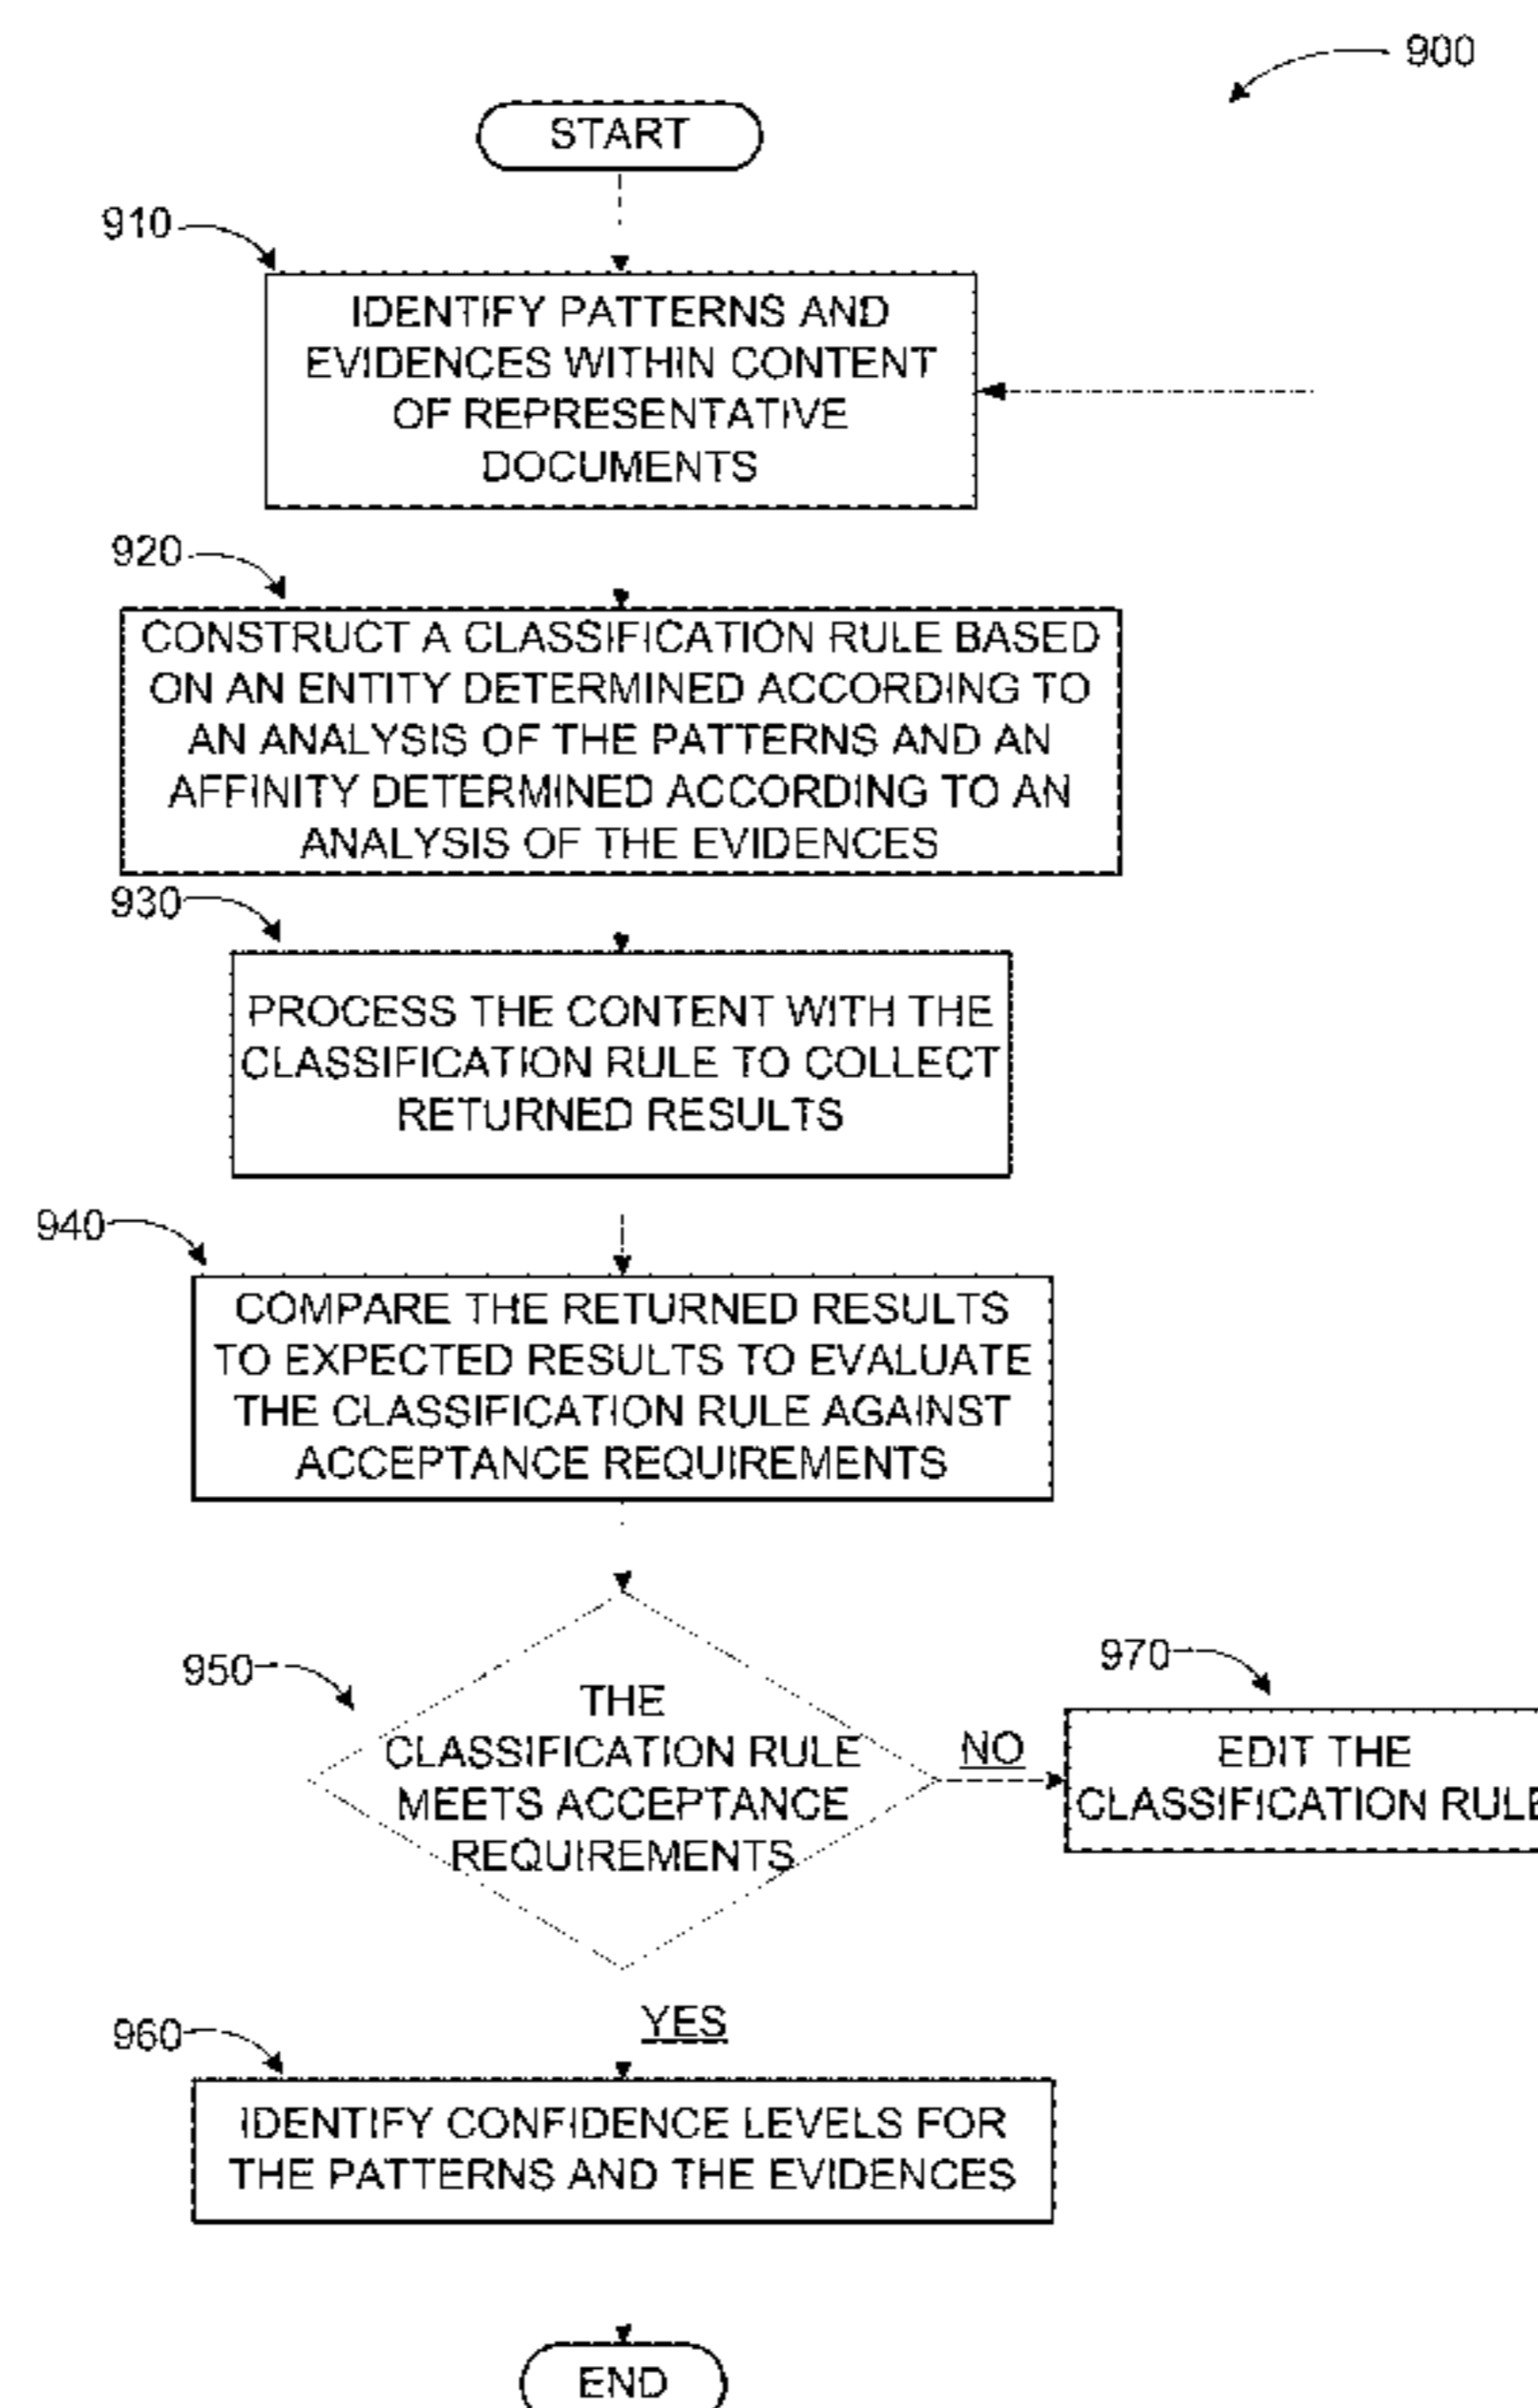 900
START
910
IDENTIFY PATTERNS AND
EVIDENCES WITHIN CONTENT
OF REPRESENTATIVE
DOCUMENTS
920
CONSTRUCT A CLASSIFICATION RULE BASED
ON AN ENTITY DETERMINED ACCORDING TO
AN ANALYSIS OF THE PATTERNS AND AN
AFFINITY DETERMINED ACCORDING TO AN
ANALYSIS OF THE EVIDENCES
930
PROCESS THE CONTENT WITH THE
CLASSIFICATION RULE TO COLLECT
RETURNED RESULTS
940
COMPARE THE RETURNED RESULTS
TO EXPECTED RESULTS TO EVALUATE
THE CLASSIFICATION RULE AGAINST
ACCEPTANCE REQUIREMENTS
950
THE
CLASSIFICATION RULE
MEETS ACCEPTANCE
REQUIREMENTS
NO
970
EDIT THE
CLASSIFICATION RULE
YES
960
IDENTIFY CONFIDENCE LEVELS FOR
THE PATTERNS AND THE EVIDENCES
END